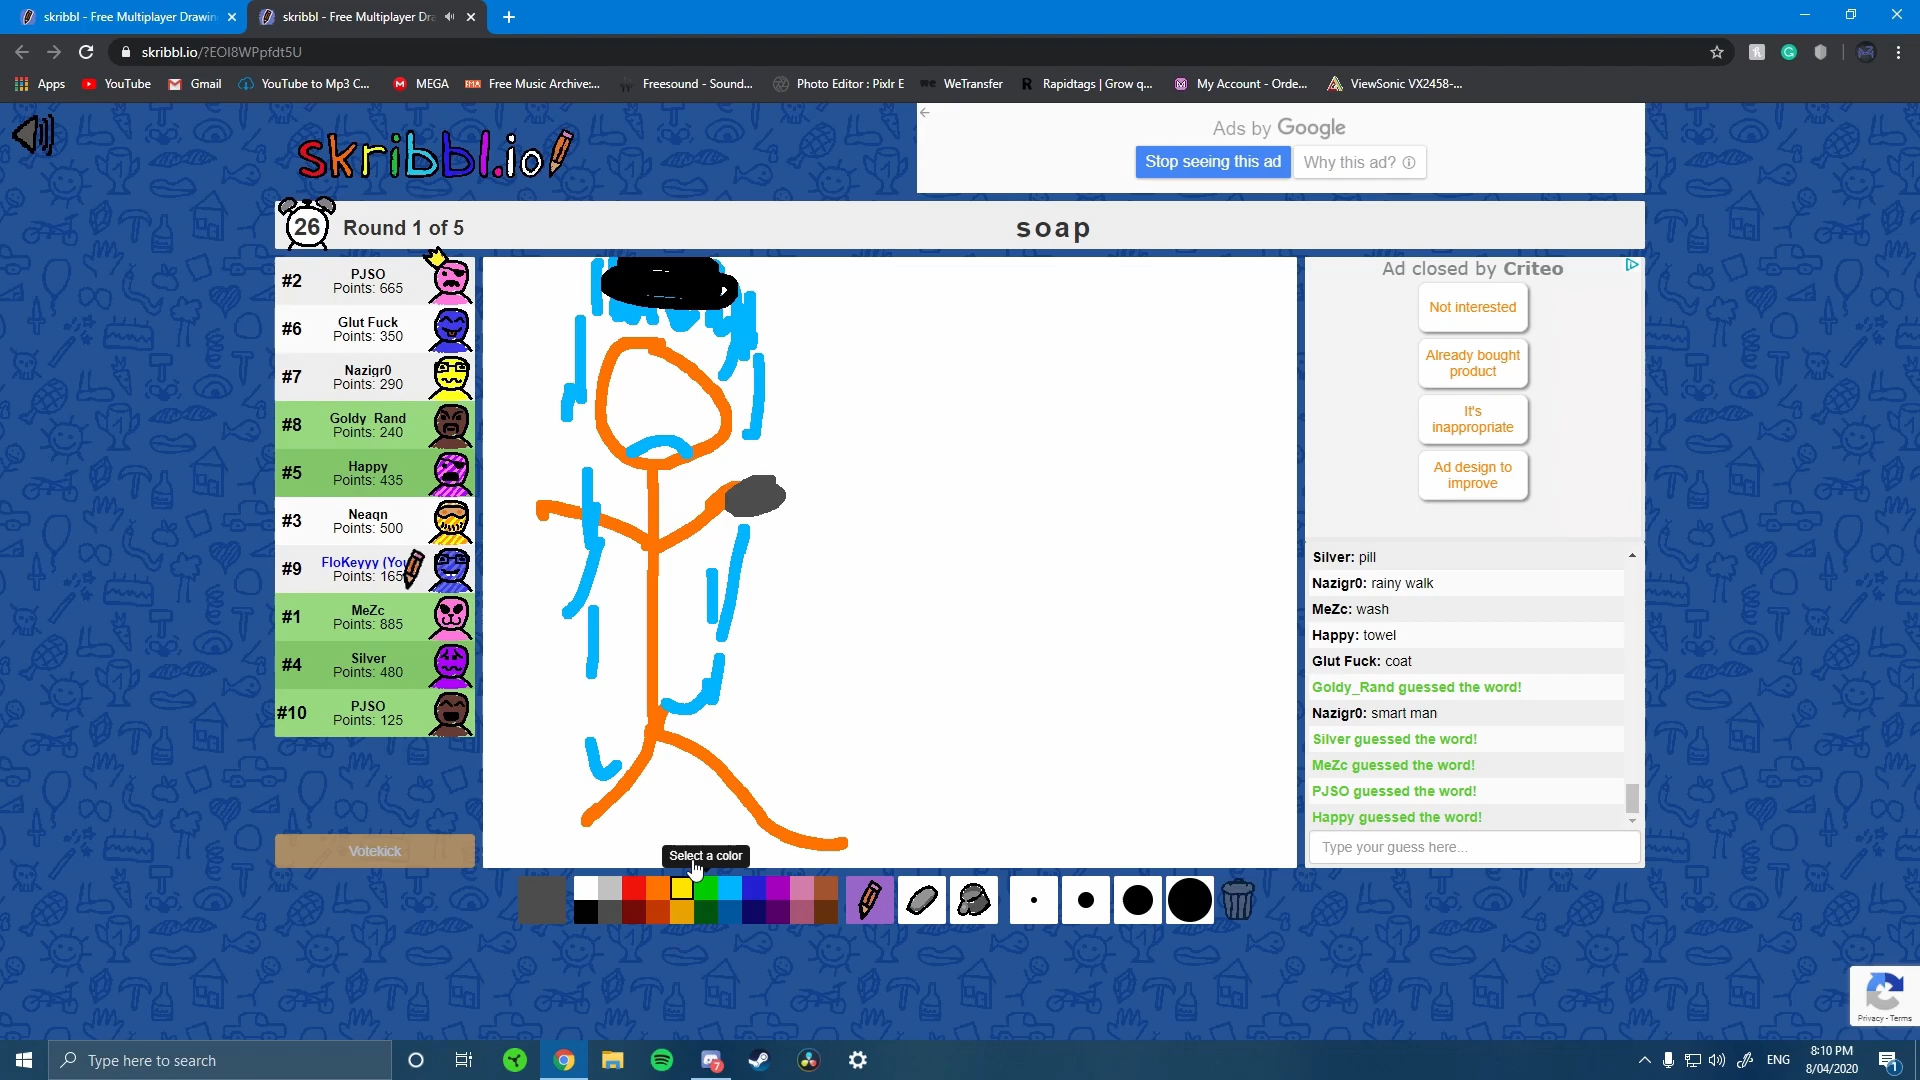 skribbl - Free Multiplayer Drawin
skribbl - Free Multiplayer Dra
skribbl.io/?EOI8WPpfdt5U
Apps
YouTube
Gmail
YouTube to Mp3 C...
MEGA
Free Music Archive:...
Freesound - Sound...
Photo Editor : Pixlr E
WeTransfer
Rapidtags | Grow q...
My Account - Orde...
ViewSonic VX2458-...
skribbl.io
Ads by Google
Stop seeing this ad
Why this ad?
26
Round 1 of 5
soap
#2
PJSO
Points: 665
#6
Glut Fuck
Points: 350
#7
Nazigr0
Points: 290
#8
Goldy_Rand
Points: 240
#5
Happy
Points: 435
#3
Neaqn
Points: 500
#9
FloKeyyy (You
Points: 165
#1
MeZc
Points: 885
#4
Silver
Points: 480
#10
PJSO
Points: 125
Votekick
Ad closed by Criteo
Not interested
Already bought
product
It's
inappropriate
Ad design to
improve
Silver: pill
Nazigr0: rainy walk
MeZc: wash
Happy: towel
Glut Fuck: coat
Goldy_Rand guessed the word!
Nazigr0: smart man
Silver guessed the word!
MeZc guessed the word!
PJSO guessed the word!
Happy guessed the word!
Type your guess here...
Select a color
Privacy - Terms
Type here to search
7
ENG
8:10 PM
8/04/2020
1